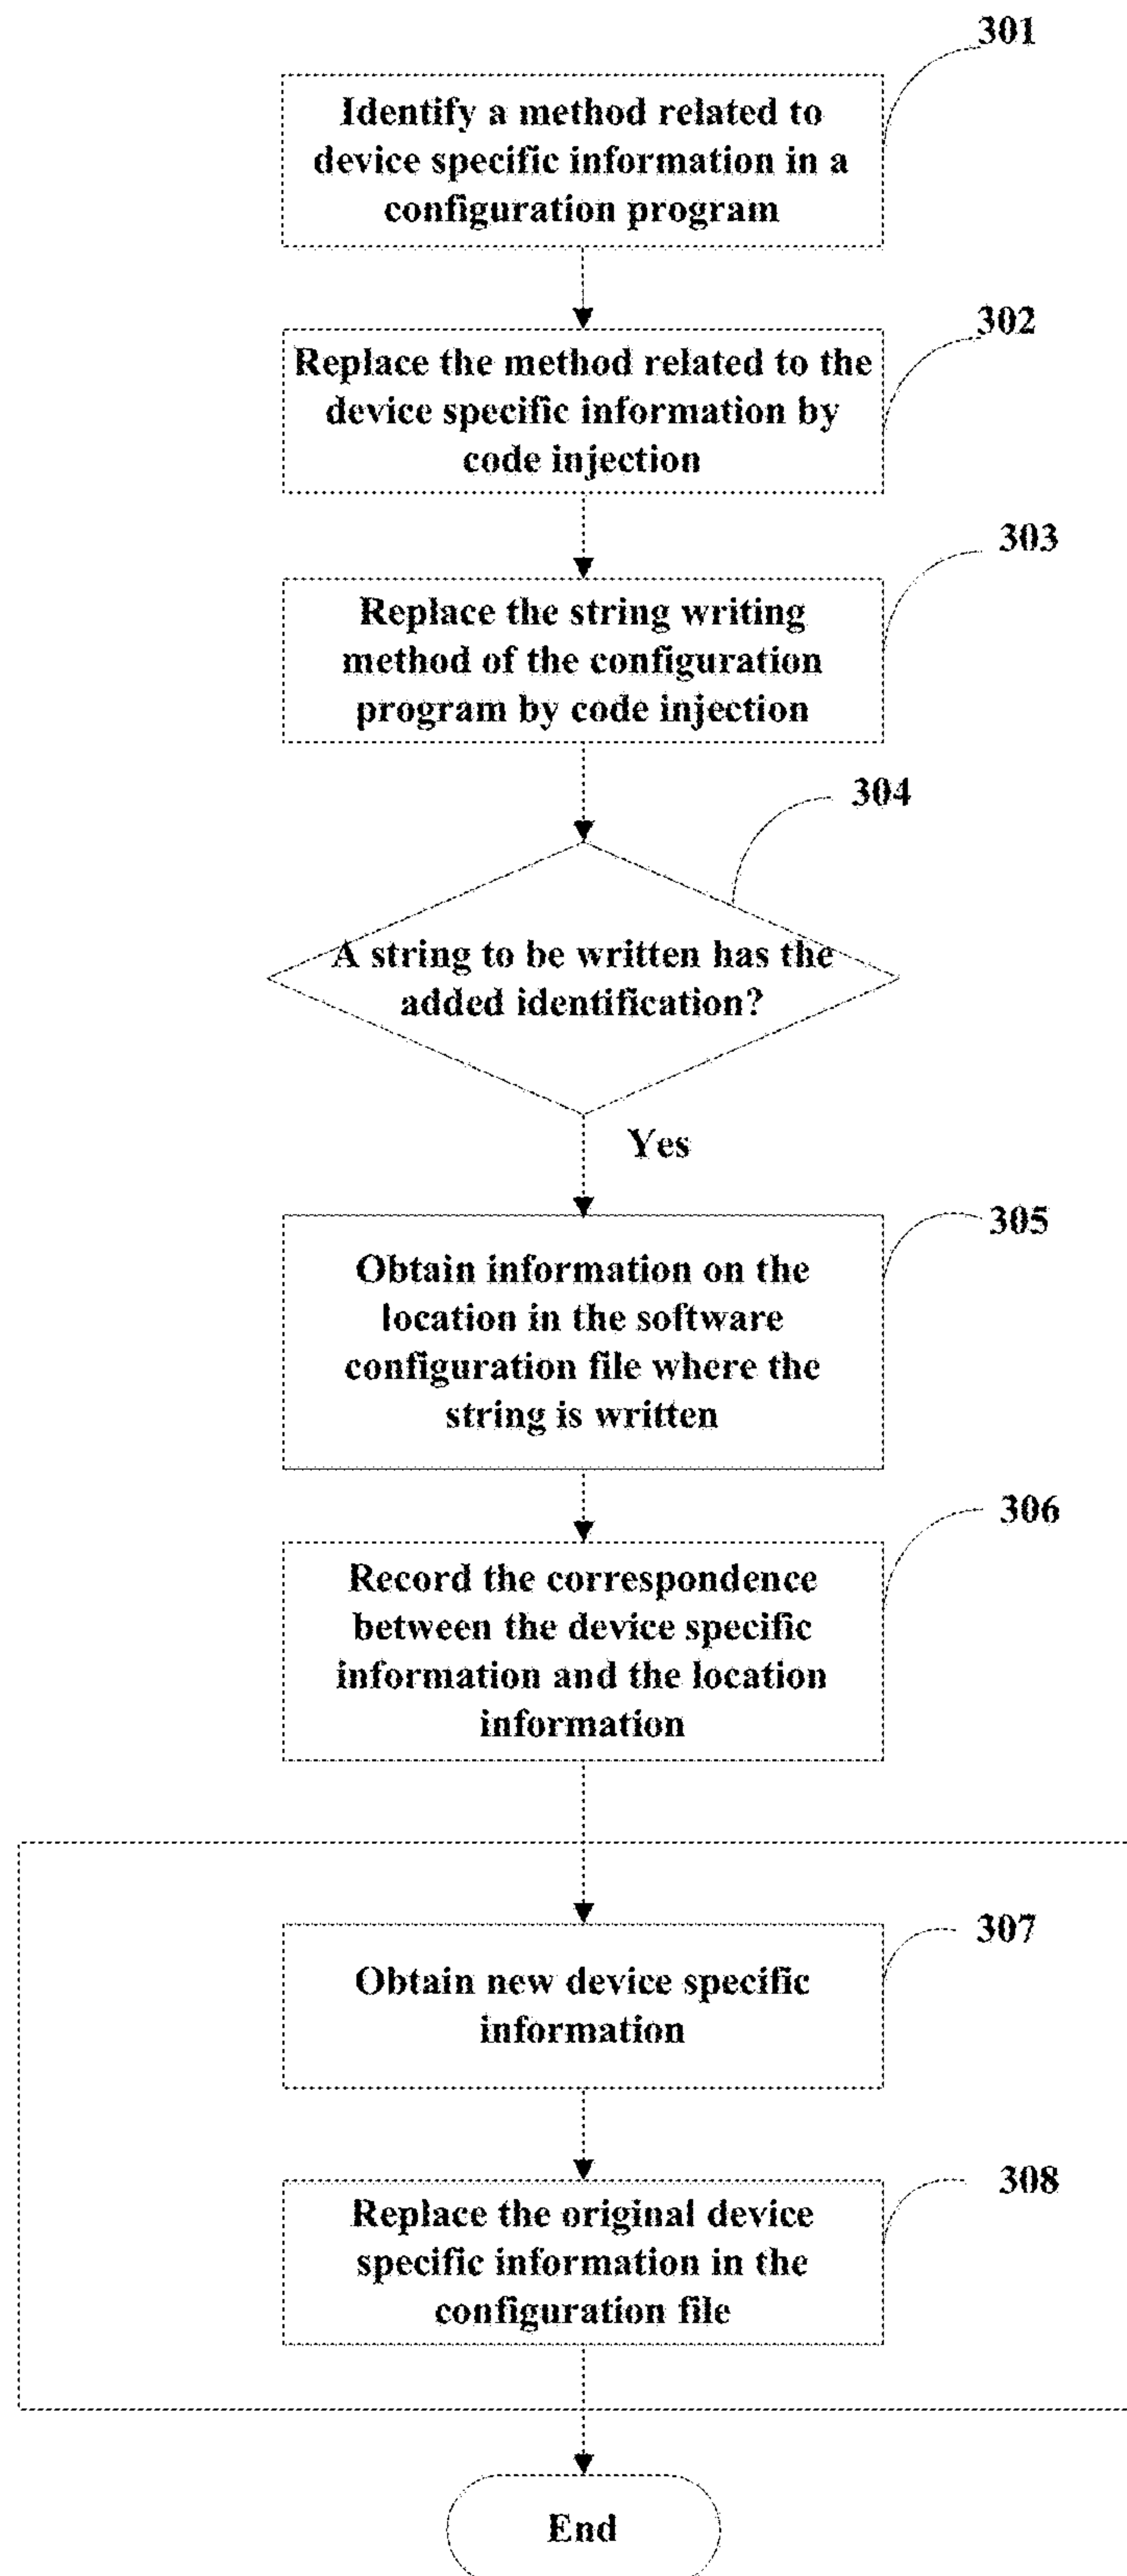 301
Identify a method related to
device specific information in a
configuration program
302
Replace the method related to the
device specific information by
code injection
303
Replace the string writing
method of the configuration
program by code injection
304
A string to be written has the
added identification?
Yes
305
Obtain information on the
location in the software
configuration file where the
string is written
306
Record the correspondence
between the device specific
information and the location
information
307
Obtain new device specific
information
308
Replace the original device
specific information in the
configuration file
End